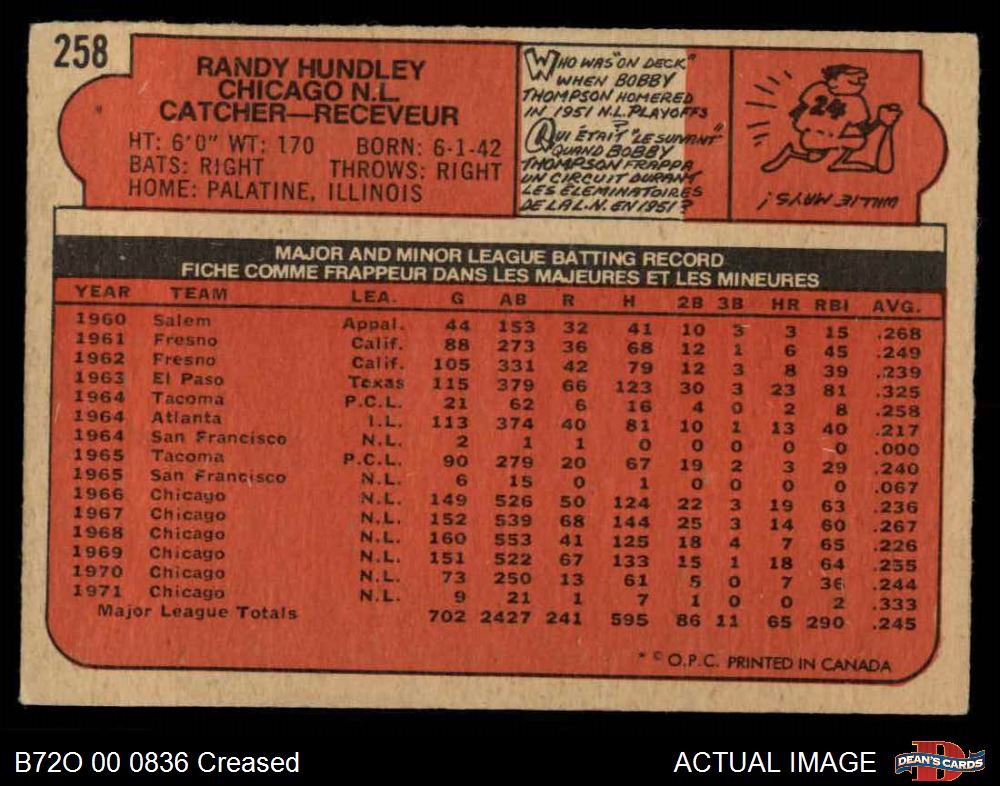 258
RANDY HUNDLEY
CHICAGO N.L.
CATCHER—RECEVEUR
HT: 6'0" WT: 170 BORN: 6-1-42
BATS: RIGHT THROWS: RIGHT
HOME: PALATINE, ILLINOIS
WHO WAS "ON DECK"
WHEN BOBBY
THOMPSON HOMERED
IN 1951 N.L. PLAYOFFS
?
QUI ÉTAIT "LE SUIVANT"
QUAND BOBBY
THOMPSON FRAPPA
UN CIRCUIT DURANT
LES ÉLEMINATOIRES
DE LA L.N. EN 1951?
24
WILLIE MAYS!
MAJOR AND MINOR LEAGUE BATTING RECORD
FICHE COMME FRAPPEUR DANS LES MAJEURES ET LES MINEURES
YEAR TEAM LEA. G AB R H 2B 3B HR RBI AVG.
1960 Salem Appal. 44 153 32 41 10 3 3 15 .268
1961 Fresno Calif. 88 273 36 68 12 1 6 45 .249
1962 Fresno Calif. 105 331 42 79 12 3 8 39 .239
1963 El Paso Texas 115 379 66 123 30 3 23 81 .325
1964 Tacoma P.C.L. 21 62 6 16 4 0 2 8 .258
1964 Atlanta I.L. 113 374 40 81 10 1 13 40 .217
1964 San Francisco N.L. 2 1 1 0 0 0 0 0 .000
1965 Tacoma P.C.L. 90 279 20 67 19 2 3 29 .240
1965 San Francisco N.L. 6 15 0 1 0 0 0 0 .067
1966 Chicago N.L. 149 526 50 124 22 3 19 63 .236
1967 Chicago N.L. 152 539 68 144 25 3 14 60 .267
1968 Chicago N.L. 160 553 41 125 18 4 7 65 .226
1969 Chicago N.L. 151 522 67 133 15 1 18 64 .255
1970 Chicago N.L. 73 250 13 61 5 0 7 36 .244
1971 Chicago N.L. 9 21 1 7 1 0 0 2 .333
Major League Totals 702 2427 241 595 86 11 65 290 .245
* © O.P.C. PRINTED IN CANADA
B72O 00 0836 Creased
ACTUAL IMAGE
DEAN'S CARDS